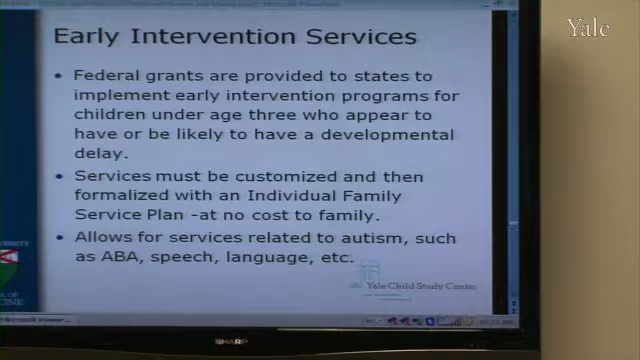 Yale
Early Intervention Services
• Federal grants are provided to states to
implement early intervention programs for
children under age three who appear to
have or be likely to have a developmental
delay.
• Services must be customized and then
formalized with an Individual Family
Service Plan -at no cost to family.
• Allows for services related to autism, such
as ABA, speech, language, etc.
Yale Child Study Center
SHARP